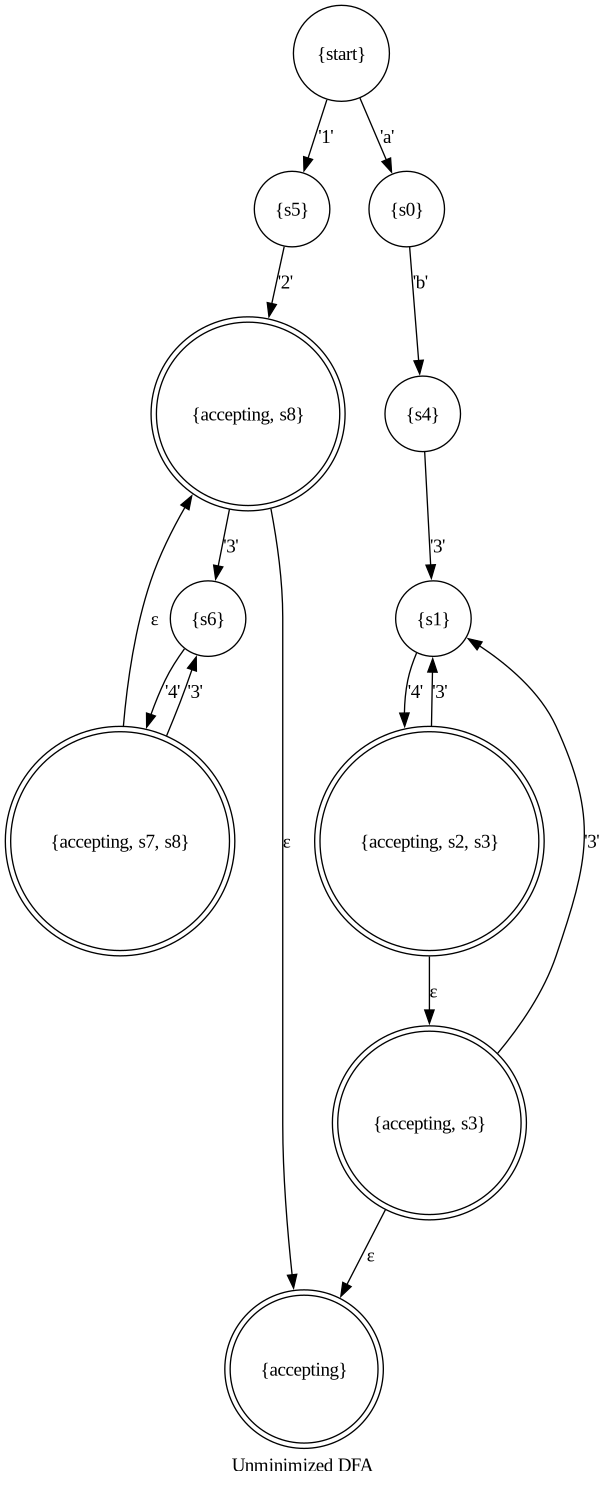 {start}
'1'
'a'
{s5}
{s0}
'2'
'b'
{accepting, s8}
{s4}
'3'
'3'
ε
{s6}
{s1}
'4'
'3'
'4'
'3'
{accepting, s7, s8}
ε
{accepting, s2, s3}
'3'
ε
{accepting, s3}
ε
{accepting}
Unminimized DFA